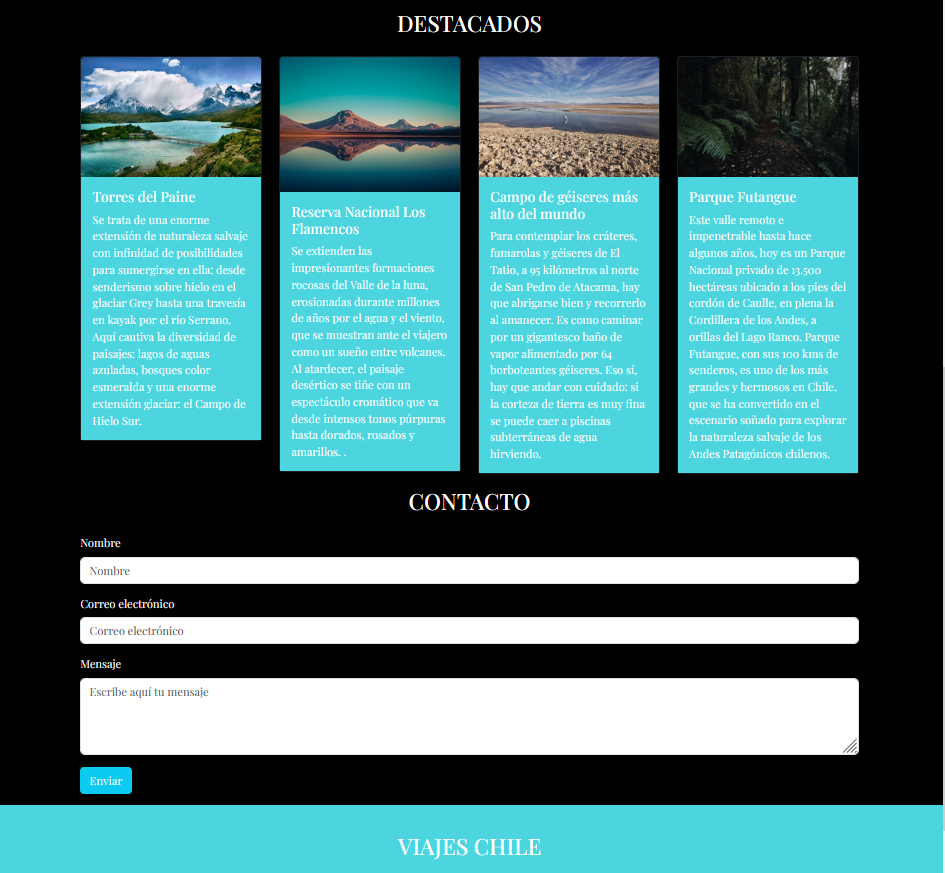 DESTACADOS
Torres del Paine
Se trata de una enorme
extensión de naturaleza salvaje
con infinidad de posibilidades
para sumergirse en ella: desde
senderismo sobre hielo en el
glaciar Grey hasta una travesía
en kayak por el río Serrano.
Aquí cautiva la diversidad de
paisajes: lagos de aguas
azuladas, bosques color
esmeralda y una enorme
extensión glaciar: el Campo de
Hielo Sur.
Reserva Nacional Los
Flamencos
Se extienden las
impresionantes formaciones
rocosas del Valle de la luna,
erosionadas durante millones
de años por el agua y el viento,
que se muestran ante el viajero
como un sueño entre volcanes.
Al atardecer, el paisaje
desértico se tiñe con un
espectáculo cromático que va
desde intensos tonos púrpuras
hasta dorados, rosados y
amarillos. .
Campo de géiseres más
alto del mundo
Para contemplar los cráteres,
fumarolas y géiseres de El
Tatio, a 95 kilómetros al norte
de San Pedro de Atacama, hay
que abrigarse bien y recorrerlo
al amanecer. Es como caminar
por un gigantesco baño de
vapor alimentado por 64
borboteantes géiseres. Eso sí,
hay que andar con cuidado: si
la corteza de tierra es muy fina
se puede caer a piscinas
subterráneas de agua
hirviendo.
Parque Futangue
Este valle remoto e
impenetrable hasta hace
algunos años, hoy es un Parque
Nacional privado de 13.500
hectáreas ubicado a los pies del
cordón de Caulle, en plena la
Cordillera de los Andes, a
orillas del Lago Ranco. Parque
Futangue, con sus 100 kms de
senderos, es uno de los más
grandes y hermosos en Chile,
que se ha convertido en el
escenario soñado para explorar
la naturaleza salvaje de los
Andes Patagónicos chilenos.
CONTACTO
Nombre
Nombre
Correo electrónico
Correo electrónico
Mensaje
Escribe aquí tu mensaje
Enviar
VIAJES CHILE